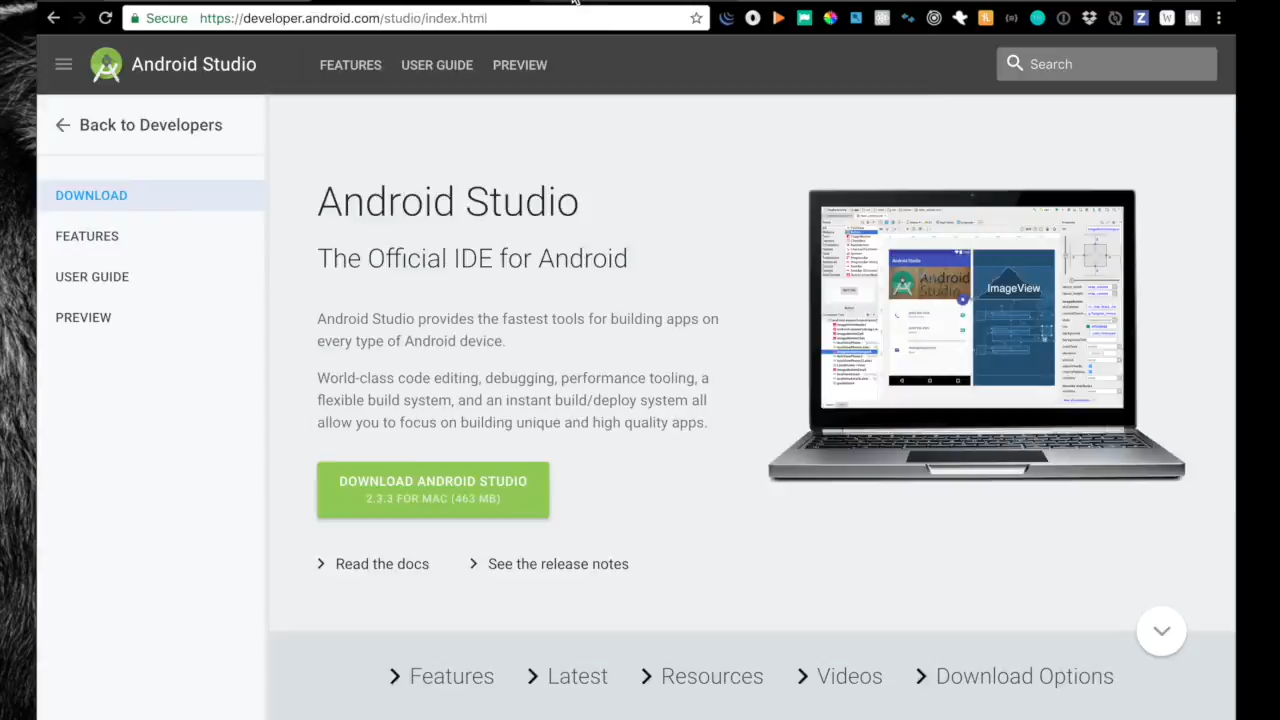 Secure https://developer.android.com/studio/index.html
Android Studio
FEATURES USER GUIDE PREVIEW
Search
Back to Developers
DOWNLOAD
FEATURES
USER GUIDE
PREVIEW
Android Studio
The Official IDE for Android
Android Studio provides the fastest tools for building apps on
every type of Android device.
World-class code editing, debugging, performance tooling, a
flexible build system, and an instant build/deploy system all
allow you to focus on building unique and high quality apps.
DOWNLOAD ANDROID STUDIO
2.3.3 FOR MAC (463 MB)
Read the docs
See the release notes
Android Studio
Android
Studio
ImageView
Features
Latest
Resources
Videos
Download Options